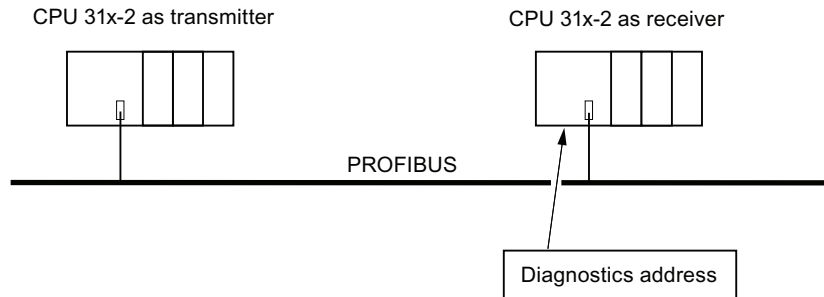 CPU 31x-2 as transmitter
CPU 31x-2 as receiver
PROFIBUS
Diagnostics address